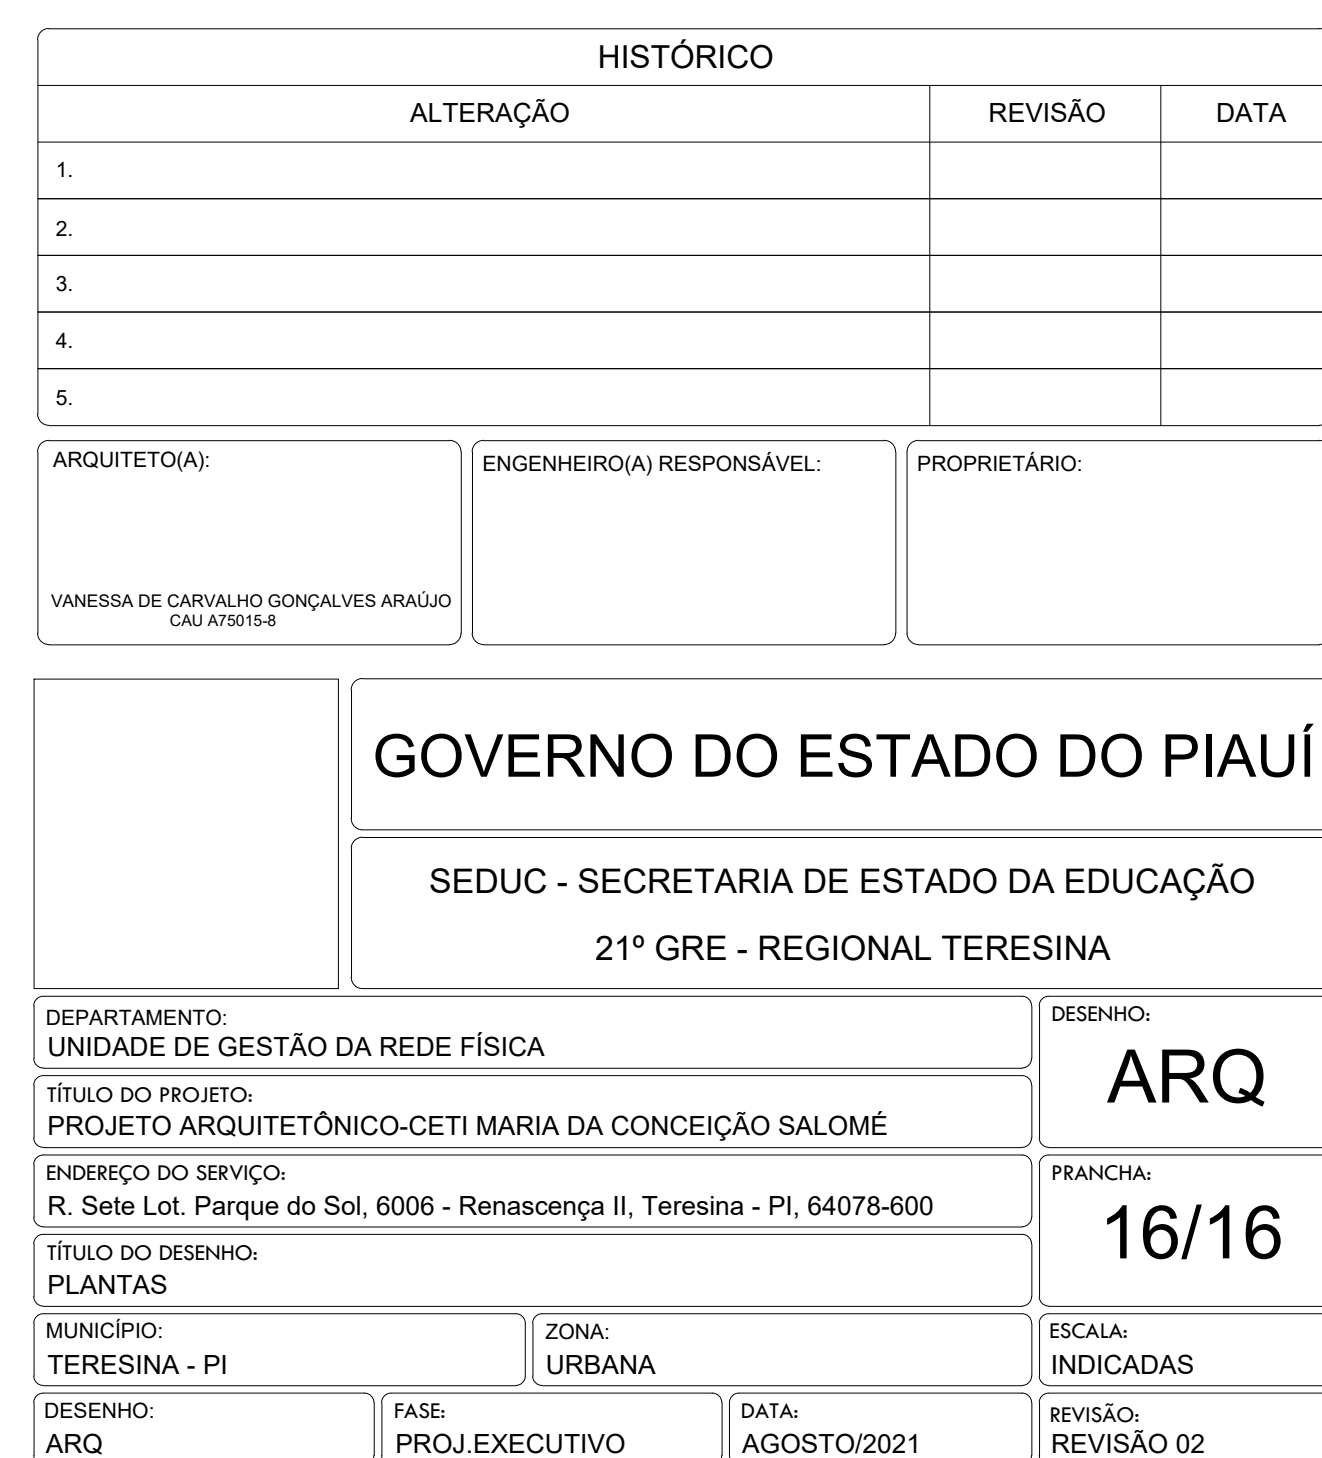 HISTÓRICO
ALTERAÇÃO REVISÃO DATA
1.
2.
3.
4.
5.
ARQUITETO(A):
VANESSA DE CARVALHO GONÇALVES ARAÚJO
CAU A75015-8
ENGENHEIRO(A) RESPONSÁVEL:
PROPRIETÁRIO:
GOVERNO DO ESTADO DO PIAUÍ
SEDUC - SECRETARIA DE ESTADO DA EDUCAÇÃO
21º GRE - REGIONAL TERESINA
DEPARTAMENTO:
UNIDADE DE GESTÃO DA REDE FÍSICA
DESENHO:
ARQ
TÍTULO DO PROJETO:
PROJETO ARQUITETÔNICO-CETI MARIA DA CONCEIÇÃO SALOMÉ
ENDEREÇO DO SERVIÇO:
R. Sete Lot. Parque do Sol, 6006 - Renascença II, Teresina - PI, 64078-600
PRANCHA:
16/16
TÍTULO DO DESENHO:
PLANTAS
MUNICÍPIO:
TERESINA - PI
ZONA:
URBANA
ESCALA:
INDICADAS
DESENHO:
ARQ
FASE:
PROJ.EXECUTIVO
DATA:
AGOSTO/2021
REVISÃO:
REVISÃO 02